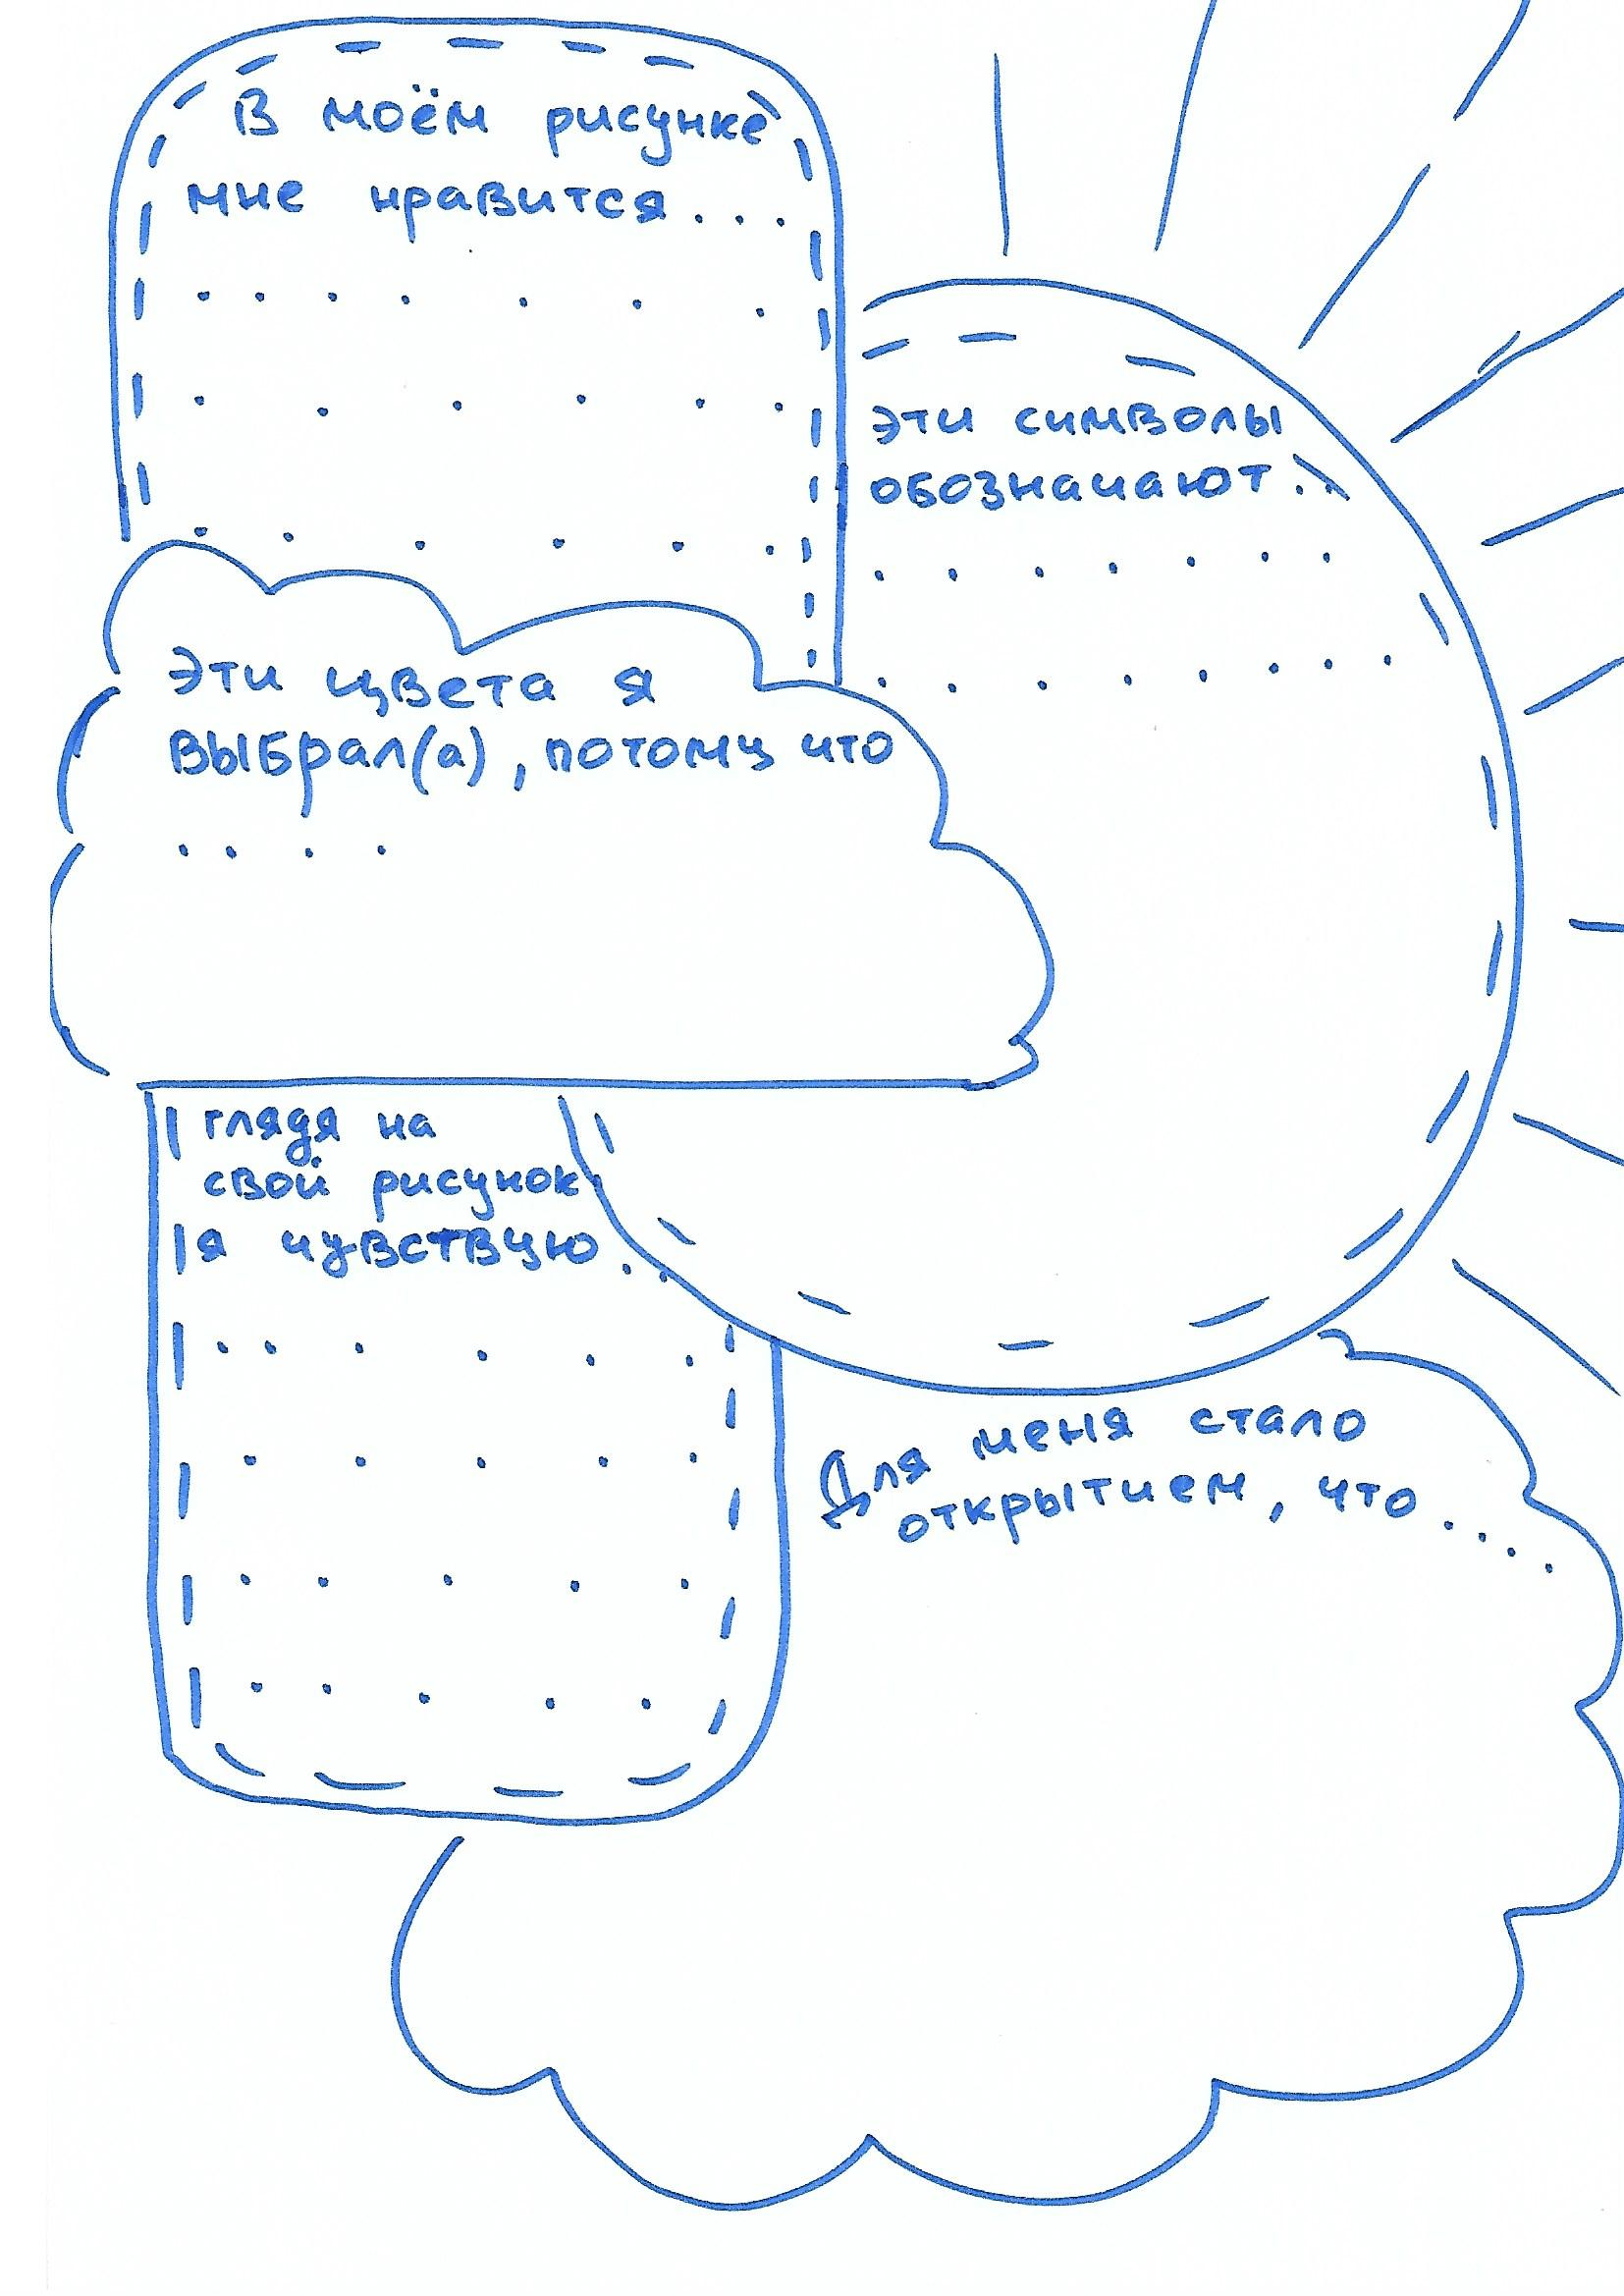 В моём рисунке
мне нравится...
эти символы
обозначают..
Эти цвета я
выбрал(а), потому что
....
глядя на
свой рисунок
я чувствую..
Для меня стало
открытием, что....